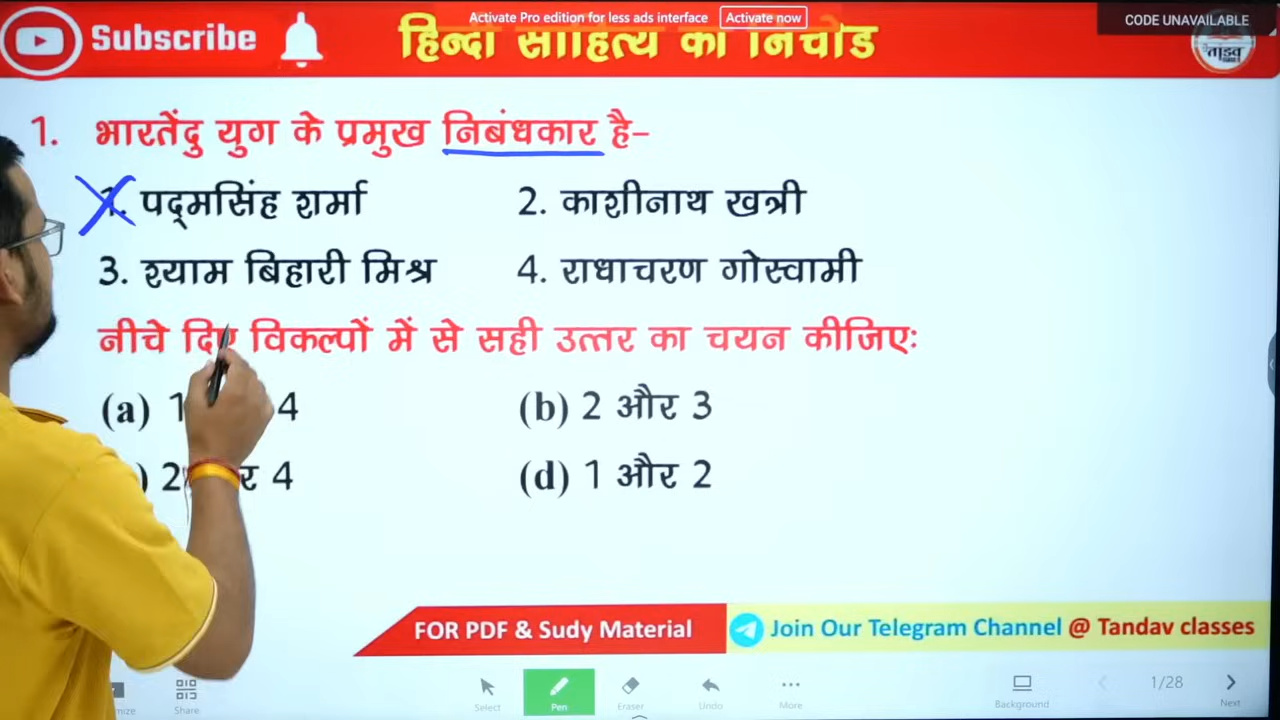 Activate Pro edition for less ads interface Activate now
CODE UNAVAILABLE
Subscribe
हिन्दी साहित्य का निचोड
ताण्डव
1. भारतेंदु युग के प्रमुख निबंधकार है–
1. पद्मसिंह शर्मा 2. काशीनाथ खत्री
3. श्याम बिहारी मिश्र 4. राधाचरण गोस्वामी
नीचे दिए विकल्पों में से सही उत्तर का चयन कीजिएः
(a) 1 4 (b) 2 और 3
) 2 र 4 (d) 1 और 2
FOR PDF & Sudy Material
Join Our Telegram Channel @ Tandav classes
Share
Select
Pen
Eraser
Undo
More
Background
1/28
Next